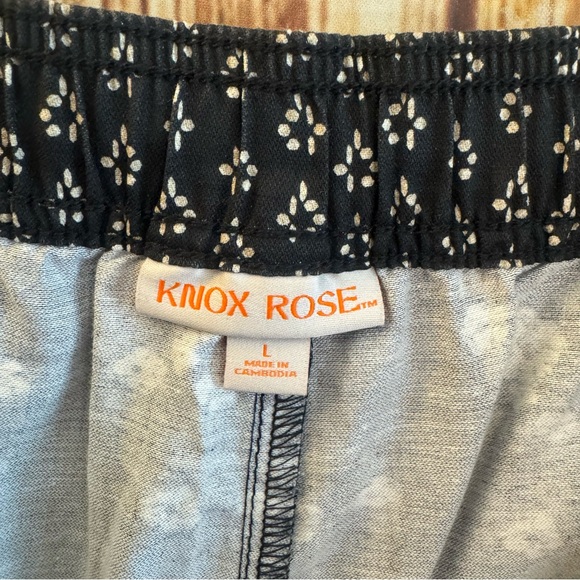 KNOX ROSE™
L
MADE IN
CAMBODIA